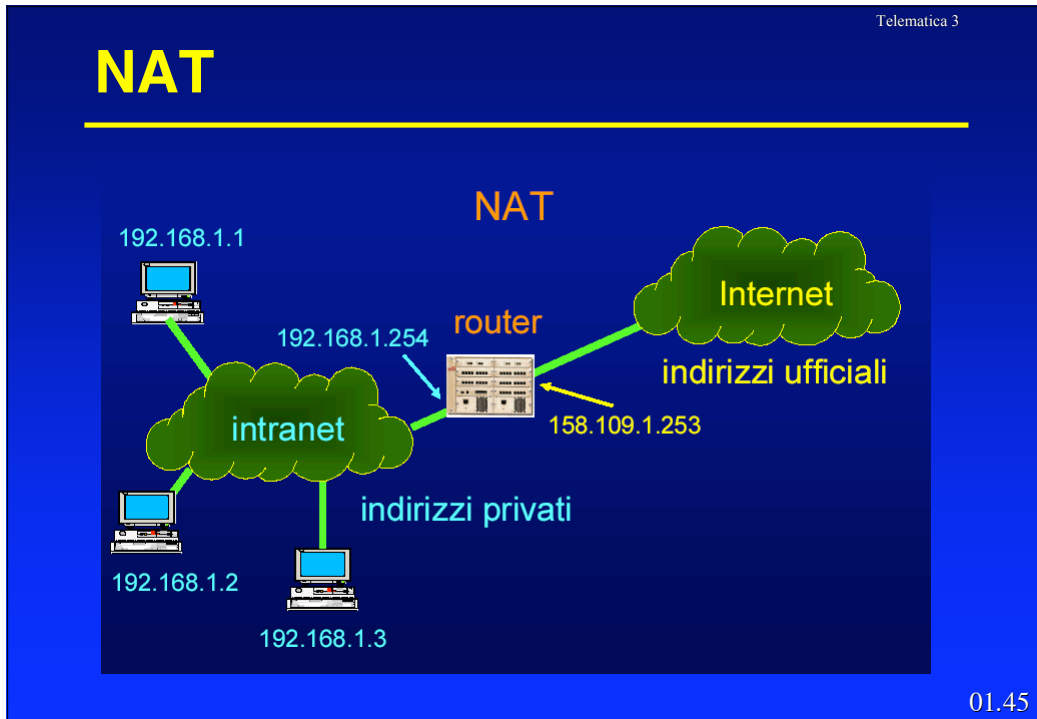 Telematica 3
NAT
NAT
192.168.1.1
Internet
192.168.1.254
router
indirizzi ufficiali
158.109.1.253
intranet
indirizzi privati
192.168.1.2
192.168.1.3
01.45